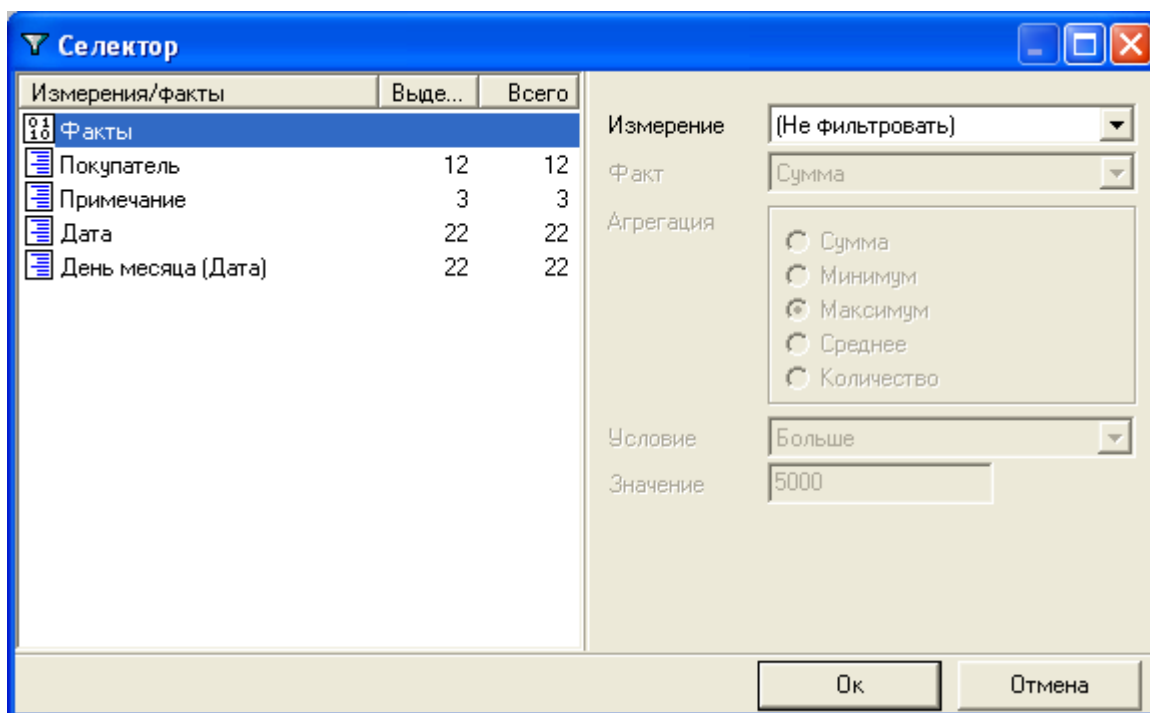 Селектор
Измерения/факты Выде... Всего
Факты
Покупатель 12 12
Примечание 3 3
Дата 22 22
День месяца (Дата) 22 22
Измерение (Не фильтровать)
Факт Сумма
Агрегация
Сумма
Минимум
Максимум
Среднее
Количество
Условие Больше
Значение 5000
Ок Отмена